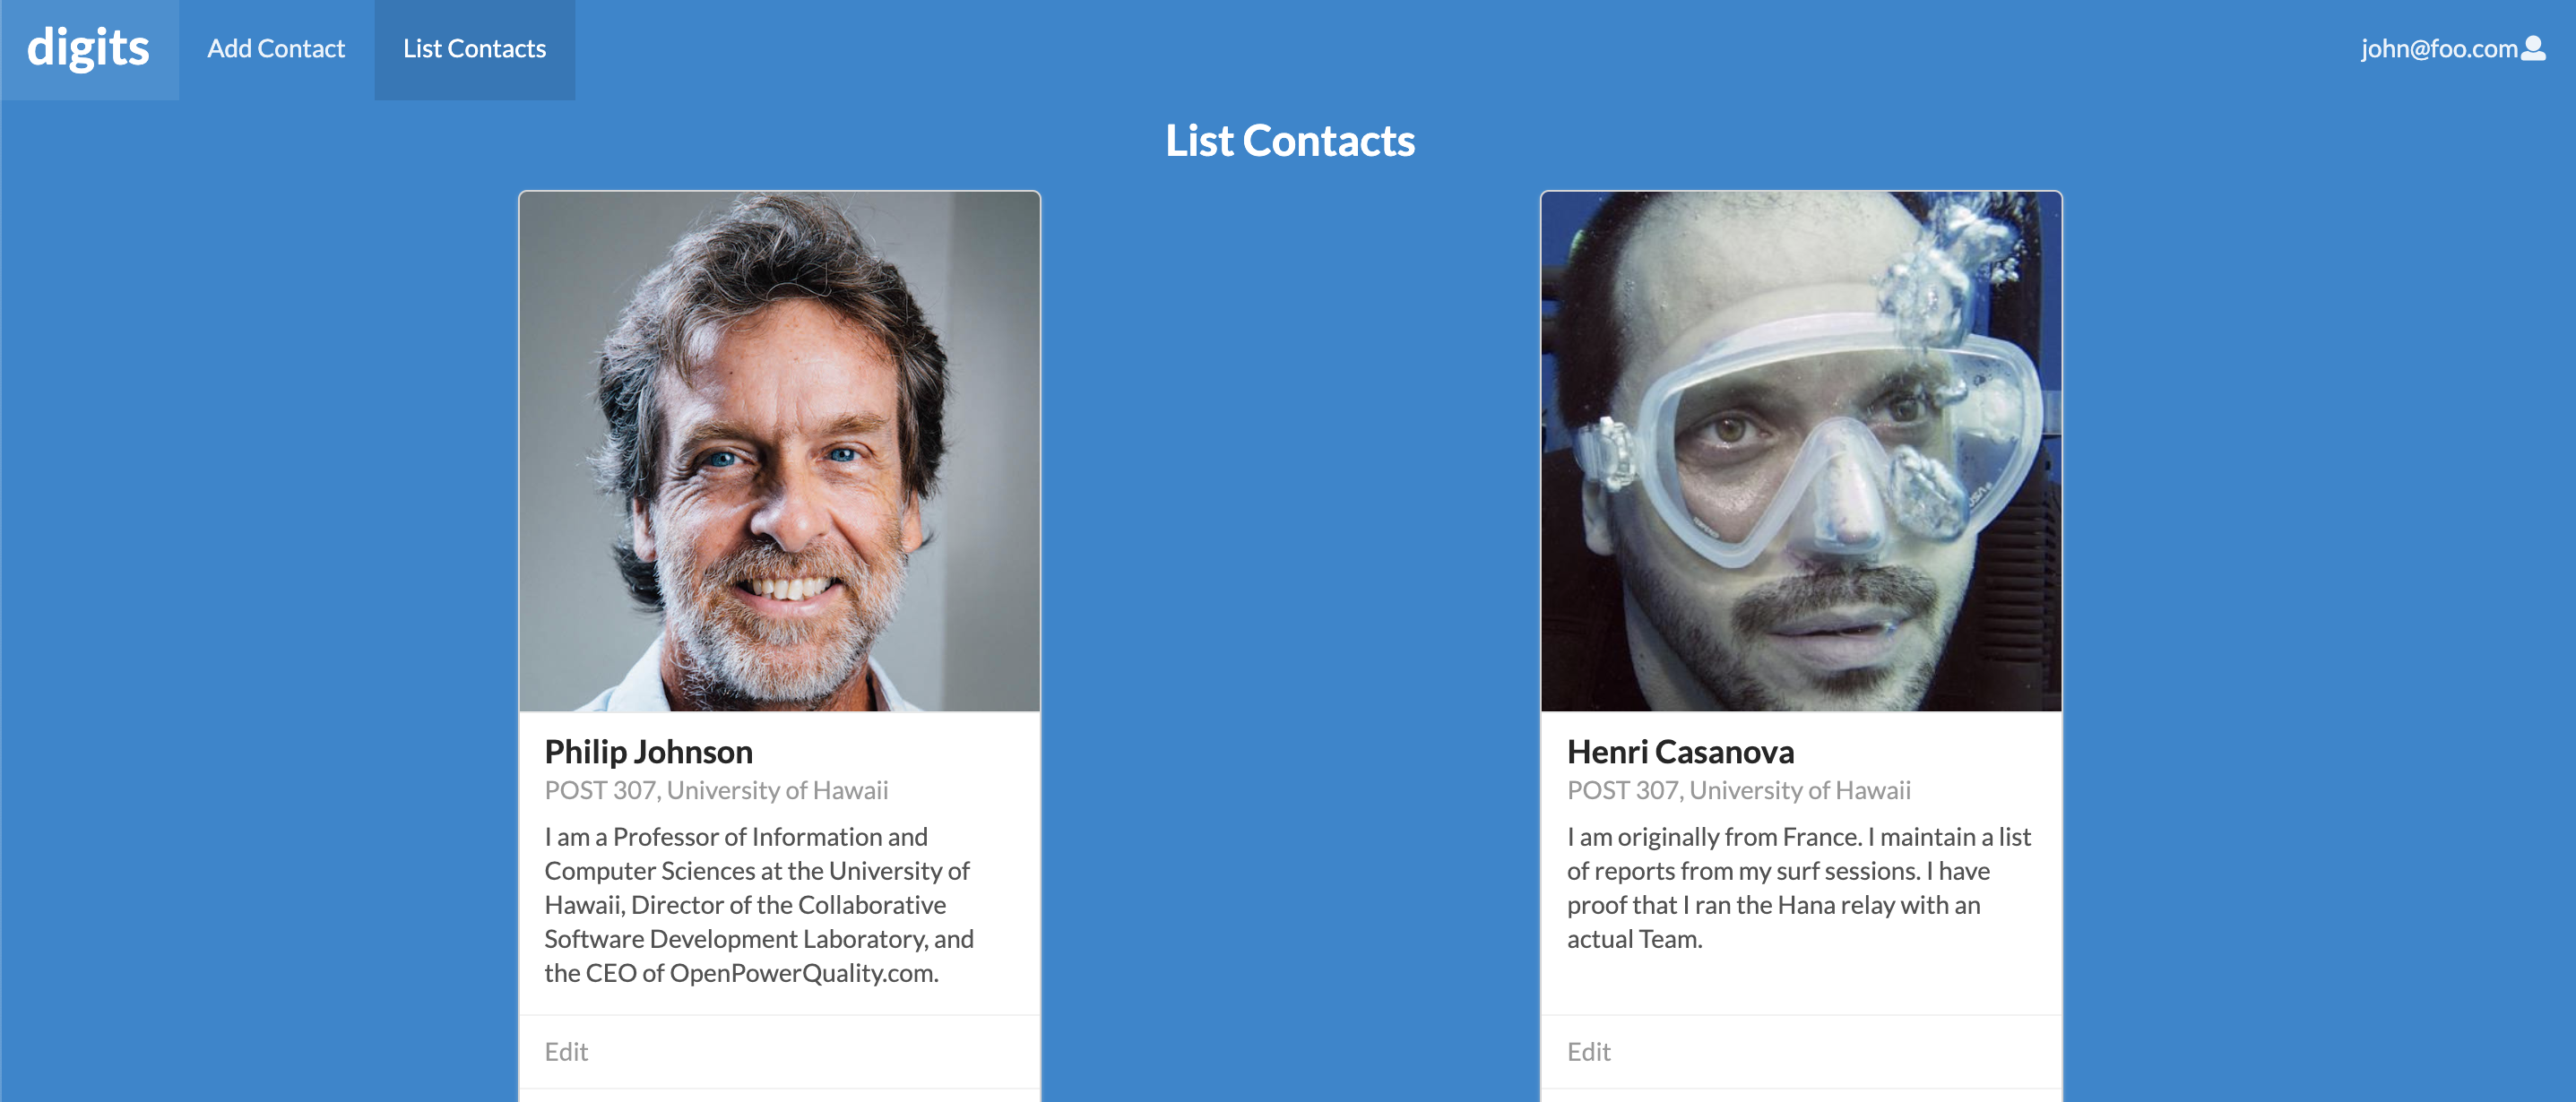 digits
Add Contact
List Contacts
john@foo.com
List Contacts
Philip Johnson
POST 307, University of Hawaii
I am a Professor of Information and
Computer Sciences at the University of
Hawaii, Director of the Collaborative
Software Development Laboratory, and
the CEO of OpenPowerQuality.com.
Edit
Henri Casanova
POST 307, University of Hawaii
I am originally from France. I maintain a list
of reports from my surf sessions. I have
proof that I ran the Hana relay with an
actual Team.
Edit